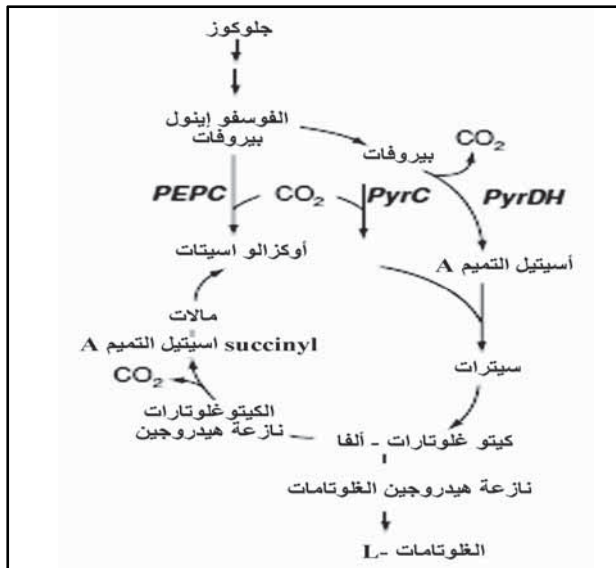 جلوكوز
الفوسفو إينول
بيروفات
بيروفات
CO2
PEPC
CO2
PyrC
PyrDH
أوكزالو اسيتات
أسيتيل التميم A
مالات
succinyl اسيتيل التميم A
سيترات
CO2
الكيتوغلوتارات
نازعة هيدروجين
كيتو غلوتارات - ألفا
نازعة هيدروجين الغلوتامات
الغلوتامات -L